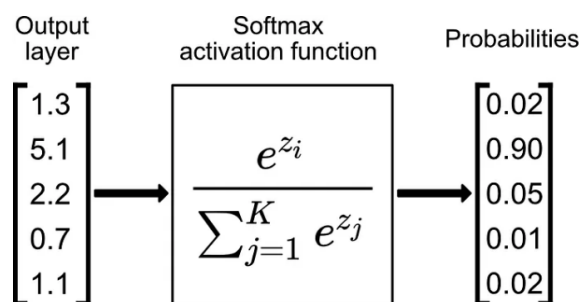 Output
layer
Softmax
activation function
Probabilities
1.3
5.1
2.2
0.7
1.1
e^{z_i}
∑_{j=1}^{K} e^{z_j}
0.02
0.90
0.05
0.01
0.02